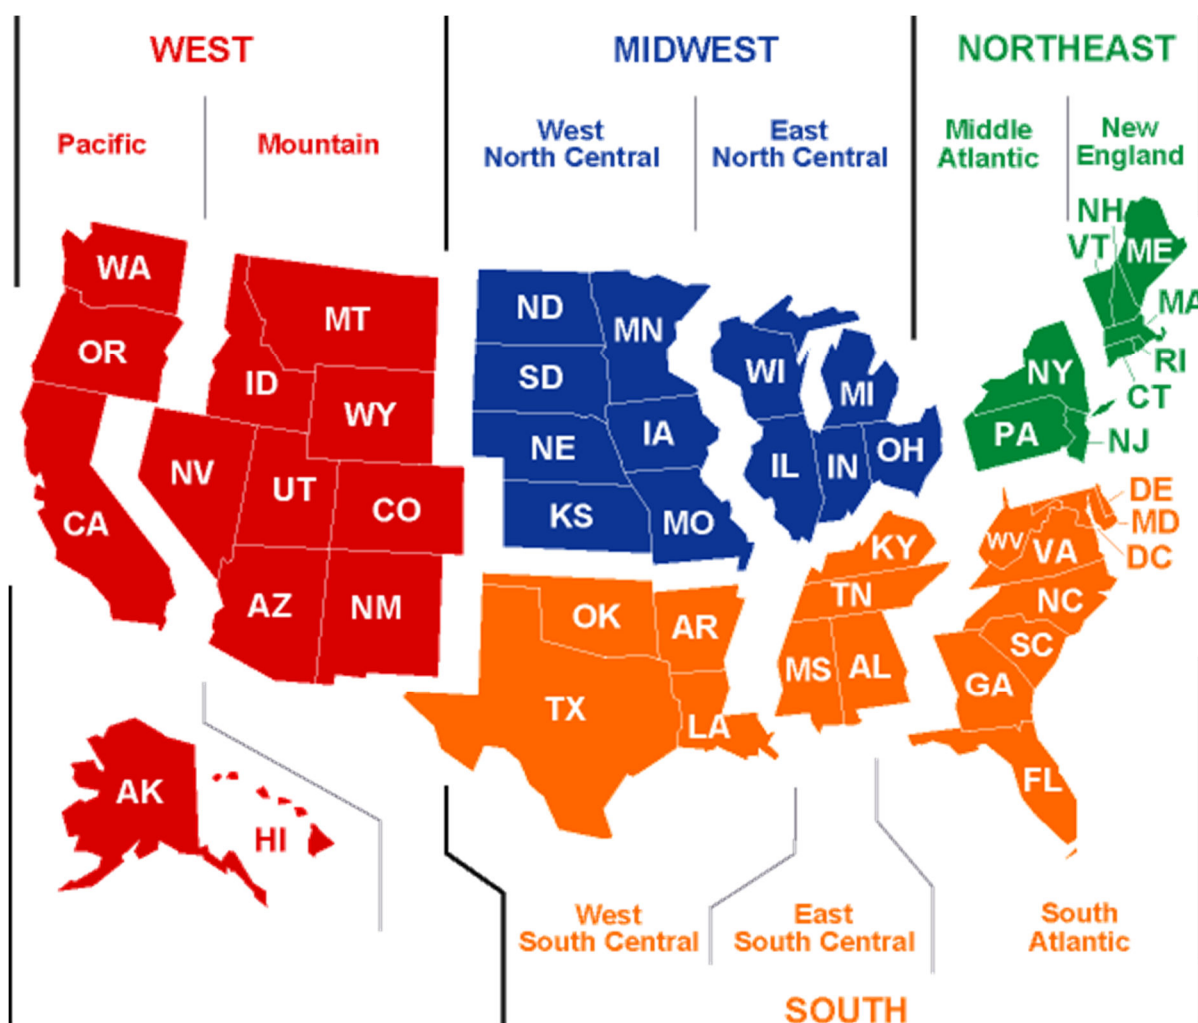 WEST
MIDWEST
NORTHEAST
Pacific
Mountain
West
North Central
East
North Central
Middle
Atlantic
New
England
WA
OR
CA
MT
ID
WY
NV
UT
CO
AZ
NM
AK
HI
ND
MN
SD
NE
IA
KS
MO
WI
MI
IL
IN
OH
NH
VT
ME
MA
RI
CT
NY
PA
NJ
DE
MD
DC
WV
VA
KY
TN
NC
SC
GA
FL
MS
AL
OK
AR
TX
LA
West
South Central
East
South Central
South
Atlantic
SOUTH